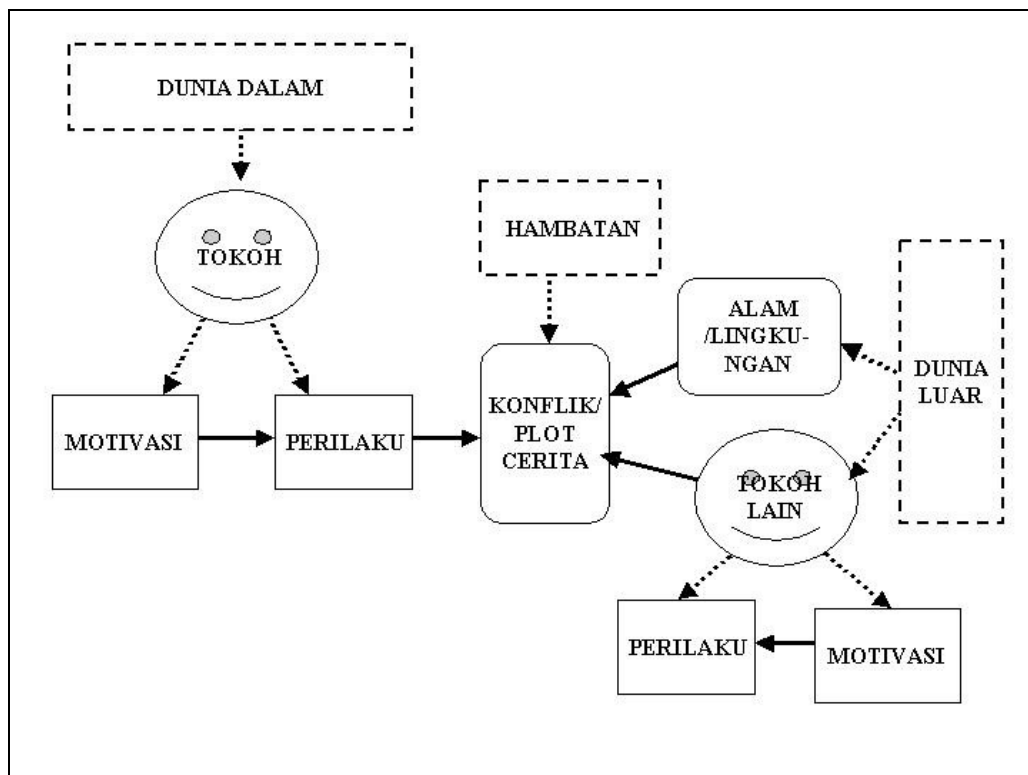 DUNIA DALAM
TOKOH
MOTIVASI
PERILAKU
HAMBATAN
KONFLIK/
PLOT
CERITA
ALAM
/LINGKU-
NGAN
DUNIA
LUAR
TOKOH
LAIN
PERILAKU
MOTIVASI